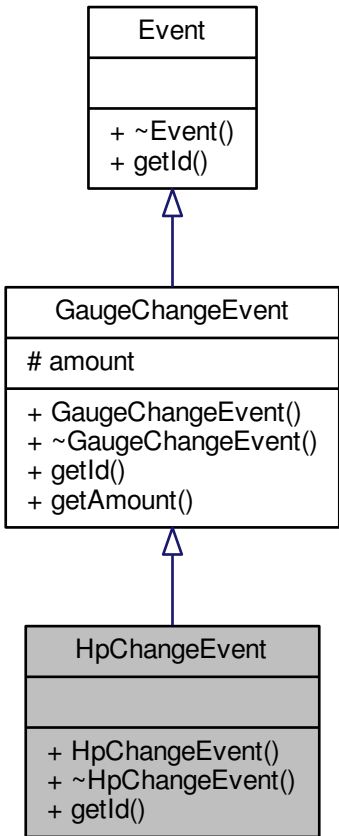 Event
+ ~Event()
+ getId()
GaugeChangeEvent
# amount
+ GaugeChangeEvent()
+ ~GaugeChangeEvent()
+ getId()
+ getAmount()
HpChangeEvent
+ HpChangeEvent()
+ ~HpChangeEvent()
+ getId()